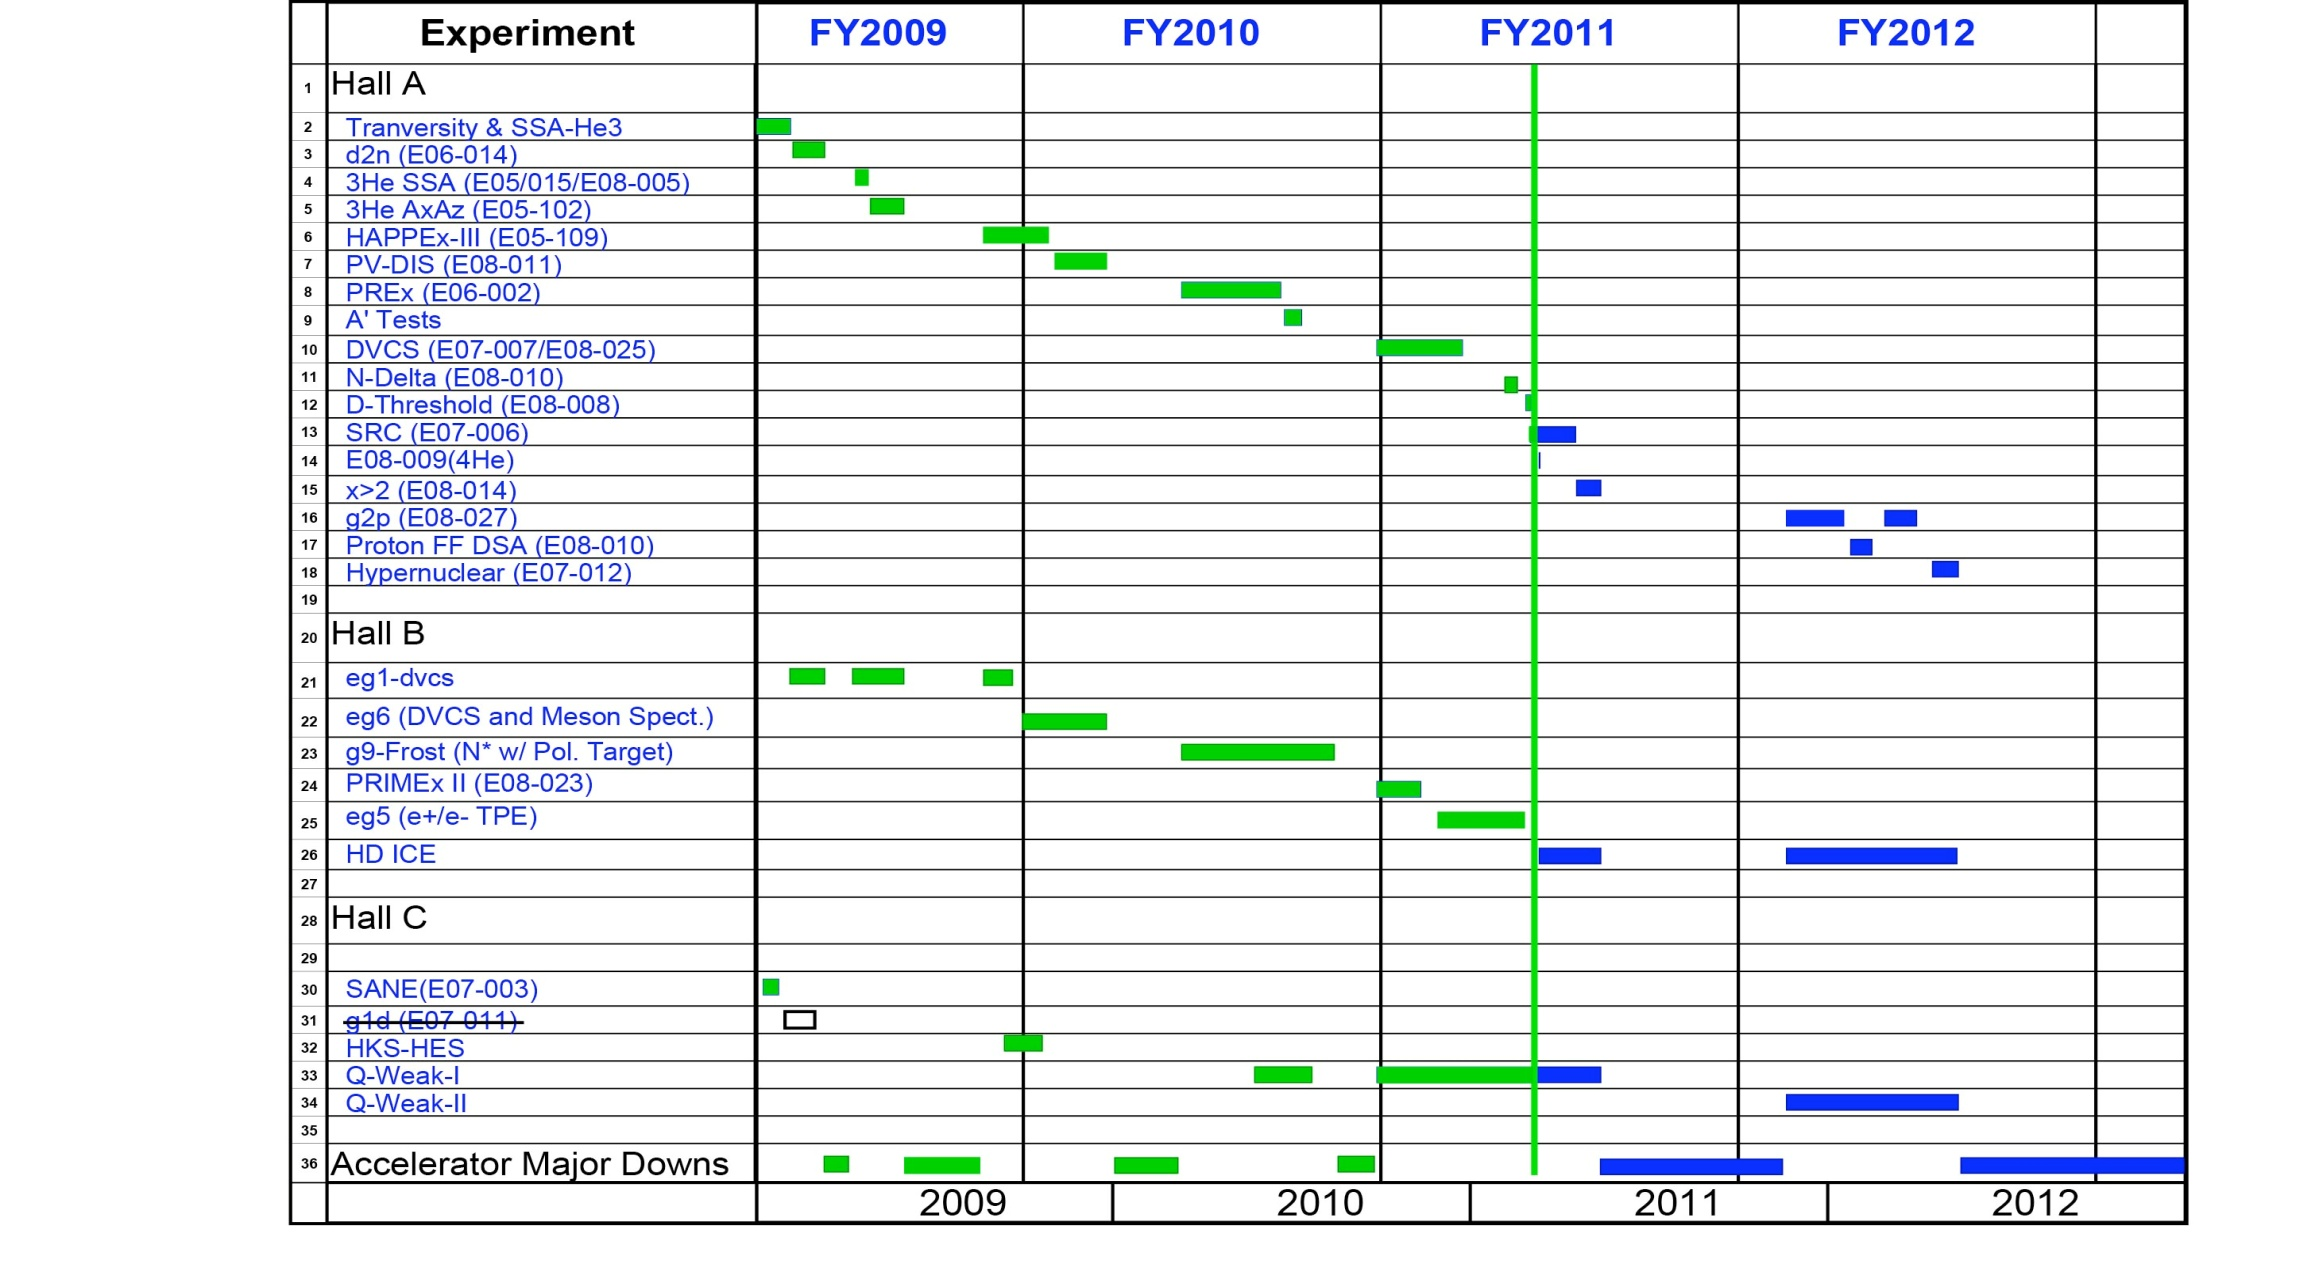 Experiment FY2009 FY2010 FY2011 FY2012
1 Hall A
2 Tranversity & SSA-He3
3 d2n (E06-014)
4 3He SSA (E05/015/E08-005)
5 3He AxAz (E05-102)
6 HAPPEx-III (E05-109)
7 PV-DIS (E08-011)
8 PREx (E06-002)
9 A' Tests
10 DVCS (E07-007/E08-025)
11 N-Delta (E08-010)
12 D-Threshold (E08-008)
13 SRC (E07-006)
14 E08-009(4He)
15 x>2 (E08-014)
16 g2p (E08-027)
17 Proton FF DSA (E08-010)
18 Hypernuclear (E07-012)
19
20 Hall B
21 eg1-dvcs
22 eg6 (DVCS and Meson Spect.)
23 g9-Frost (N* w/ Pol. Target)
24 PRIMEx II (E08-023)
25 eg5 (e+/e- TPE)
26 HD ICE
27
28 Hall C
29
30 SANE(E07-003)
31 g1d (E07-011)
32 HKS-HES
33 Q-Weak-I
34 Q-Weak-II
35
36 Accelerator Major Downs
2009 2010 2011 2012